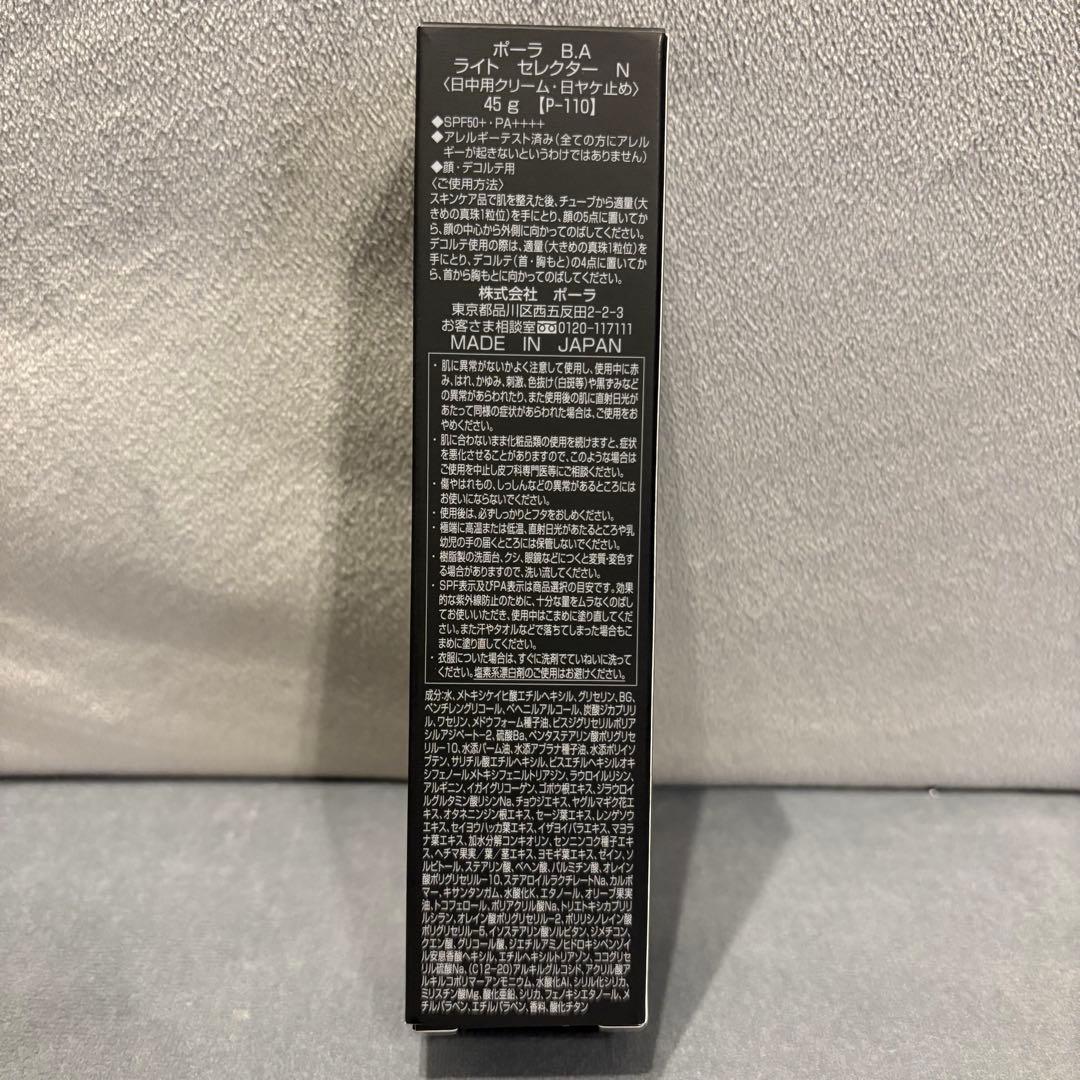 ポーラ B.A
ライト セレクター N
〈日中用クリーム・日ヤケ止め〉
45g 【P-110】
◆SPF50+・PA++++
◆アレルギーテスト済み(全ての方にアレル
ギーが起きないというわけではありません)
◆顔・デコルテ用
〈ご使用方法〉
スキンケア品で肌を整えた後、チューブから適量(大
きめの真珠1粒位)を手にとり、顔の5点に置いてか
ら、顔の中心から外側に向かってのばしてください。
デコルテ使用の際は、適量(大きめの真珠1粒位)を
手にとり、デコルテ(首・胸もと)の4点に置いてか
ら、首から胸もとに向かってのばしてください。
株式会社 ポーラ
東京都品川区西五反田2-2-3
お客さま相談室 0120-117111
MADE IN JAPAN
・肌に異常がないかよく注意して使用し、使用中に赤
み、はれ、かゆみ、刺激、色抜け(白斑等)や黒ずみなど
の異常があらわれたり、また使用後の肌に直射日光が
あたって同様の症状があらわれた場合は、ご使用をお
やめください。
・肌に合わないまま化粧品類の使用を続けますと、症状
を悪化させることがありますので、このような場合は
ご使用を中止し皮フ科専門医等にご相談ください。
・傷やはれもの、しっしんなどの異常があるところには
お使いにならないでください。
・使用後は、必ずしっかりとフタをおしめください。
・極端に高温または低温、直射日光があたるところや乳
幼児の手の届くところには保管しないでください。
・樹脂製の洗面台、クシ、眼鏡などにつくと変質・変色す
る場合がありますので、洗い流してください。
・SPF表示及びPA表示は商品選択の目安です。効果
的な紫外線防止のために、十分な量をムラなくのばし
てお使いいただき、使用中はこまめに塗り直してくだ
さい。また汗やタオルなどで落ちてしまった場合もこ
まめに塗り直してください。
・衣服についた場合は、すぐに洗剤でていねいに洗って
ください。塩素系漂白剤のご使用はお避けください。
成分:水、メトキシケイヒ酸エチルヘキシル、グリセリン、BG、
ペンチレングリコール、ベヘニルアルコール、炭酸ジカプリリ
ル、ワセリン、メドウフォーム種子油、ビスジグリセリルポリア
シルアジペート-2、硫酸Ba、ペンタステアリン酸ポリグリセ
リル-10、水添パーム油、水添アブラナ種子油、水添ポリイソ
ブテン、サリチル酸エチルヘキシル、ビスエチルヘキシルオキ
シフェノールメトキシフェニルトリアジン、ラウロイルリシン、
アルギニン、イガイグリコーゲン、ゴボウ根エキス、ジラウロイ
ルグルタミン酸リシンNa、チョウジエキス、ヤグルマギク花エ
キス、オタネニンジン根エキス、セージ葉エキス、レンゲソウ
エキス、セイヨウハッカ葉エキス、イザヨイバラエキス、マヨラ
ナ葉エキス、加水分解コンキオリン、センニンコク種子エキ
ス、ヘチマ果実/葉/茎エキス、ヨモギ葉エキス、ゼイン、ソ
ルビトール、ステアリン酸、ベヘン酸、パルミチン酸、オレイン
酸ポリグリセリル-10、ステアロイルラクチレートNa、カルボ
マー、キサンタンガム、水酸化K、エタノール、オリーブ果実
油、トコフェロール、ポリアクリル酸Na、トリエトキシカプリリ
ルシラン、オレイン酸ポリグリセリル-2、ポリリシノレイン酸
ポリグリセリル-5、イソステアリン酸ソルビタン、ジメチコン、
クエン酸、グリコール酸、ジエチルアミノヒドロキシベンゾイ
ル安息香酸ヘキシル、エチルヘキシルトリアゾン、ココグリセ
リル硫酸Na、(C12-20)アルキルグルコシド、アクリル酸ア
ルキルコポリマーアンモニウム、水酸化Al、シリル化シリカ、
ミリスチン酸Mg、酸化亜鉛、シリカ、フェノキシエタノール、メ
チルパラベン、エチルパラベン、香料、酸化チタン